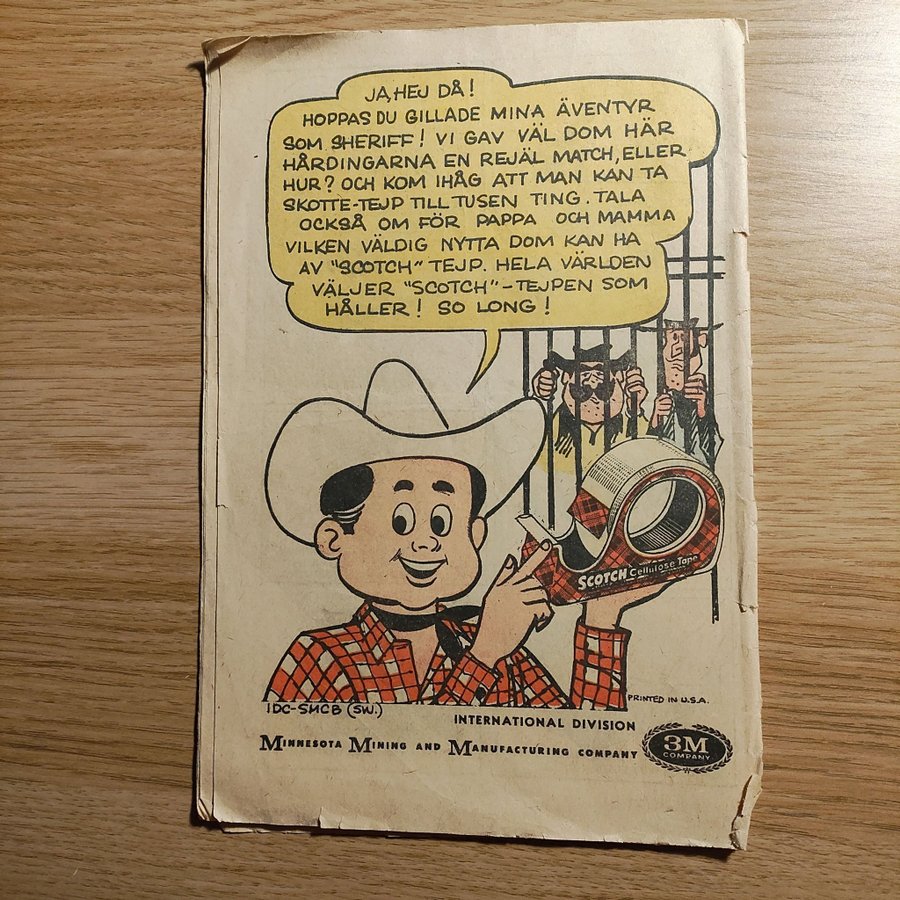 JA, HEJ DÅ!
HOPPAS DU GILLADE MINA ÄVENTYR
SOM SHERIFF! VI GAV VÄL DOM HÄR
HÅRDINGARNA EN REJÄL MATCH, ELLER
HUR? OCH KOM IHÅG ATT MAN KAN TA
SKOTTE-TEJP TILL TUSEN TING. TALA
OCKSÅ OM FÖR PAPPA OCH MAMMA
VILKEN VÄLDIG NYTTA DOM KAN HA
AV "SCOTCH" TEJP. HELA VÄRLDEN
VÄLJER "SCOTCH"-TEJPEN SOM
HÅLLER! SO LONG!
SCOTCH Cellulose Tape
PRINTED IN U.S.A.
IDC-SMCB (SW.)
INTERNATIONAL DIVISION
MINNESOTA MINING AND MANUFACTURING COMPANY
3M
COMPANY